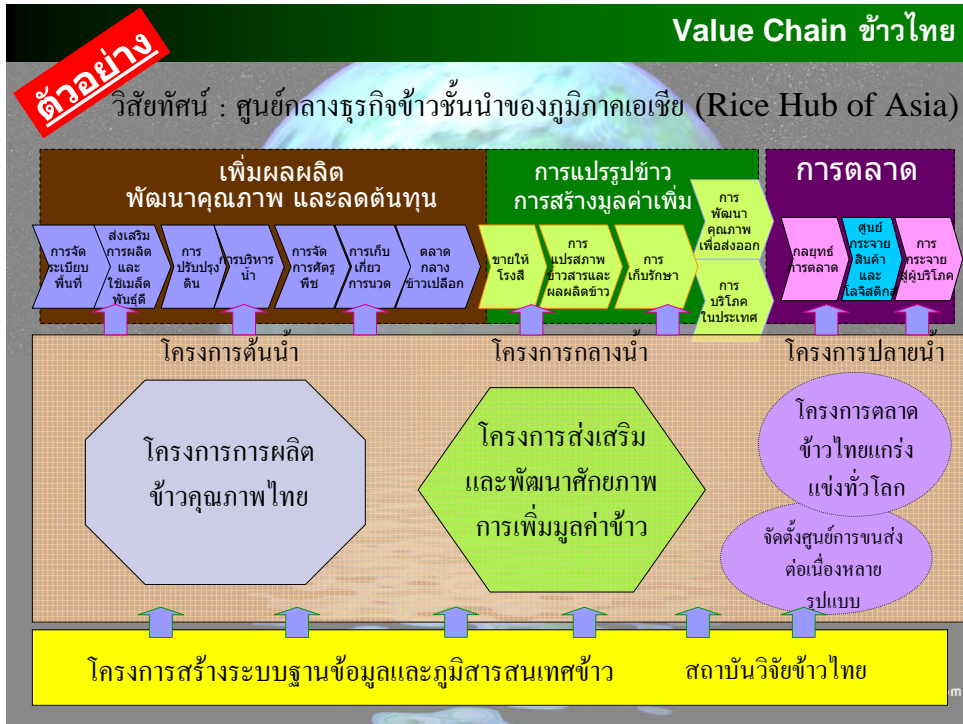 Value Chain ข้าวไทย
ตัวอย่าง
วิสัยทัศน์ : ศูนย์กลางธุรกิจข้าวชั้นนำของภูมิภาคเอเชีย (Rice Hub of Asia)
เพิ่มผลผลิต
พัฒนาคุณภาพ และลดต้นทุน
การแปรรูปข้าว
การสร้างมูลค่าเพิ่ม
การตลาด
การจัด
ระเบียบ
พื้นที่
ส่งเสริม
การผลิต
และ
ใช้เมล็ด
พันธุ์ดี
การ
ปรับปรุง
ดิน
การบริหาร
น้ำ
การจัด
การศัตรู
พืช
การเก็บ
เกี่ยว
การนวด
ตลาด
กลาง
ข้าวเปลือก
ขายให้
โรงสี
การ
แปรสภาพ
ข้าวสารและ
ผลผลิตข้าว
การ
เก็บรักษา
การ
พัฒนา
คุณภาพ
เพื่อส่งออก
การ
บริโภค
ในประเทศ
กลยุทธ์
การตลาด
ศูนย์
กระจาย
สินค้า
และ
โลจิสติกส์
การ
กระจาย
สู่ผู้บริโภค
โครงการต้นน้ำ
โครงการกลางน้ำ
โครงการปลายน้ำ
โครงการการผลิต
ข้าวคุณภาพไทย
โครงการส่งเสริม
และพัฒนาศักยภาพ
การเพิ่มมูลค่าข้าว
โครงการตลาด
ข้าวไทยแกร่ง
แข่งทั่วโลก
จัดตั้งศูนย์การขนส่ง
ต่อเนื่องหลาย
รูปแบบ
โครงการสร้างระบบฐานข้อมูลและภูมิสารสนเทศข้าว
สถาบันวิจัยข้าวไทย